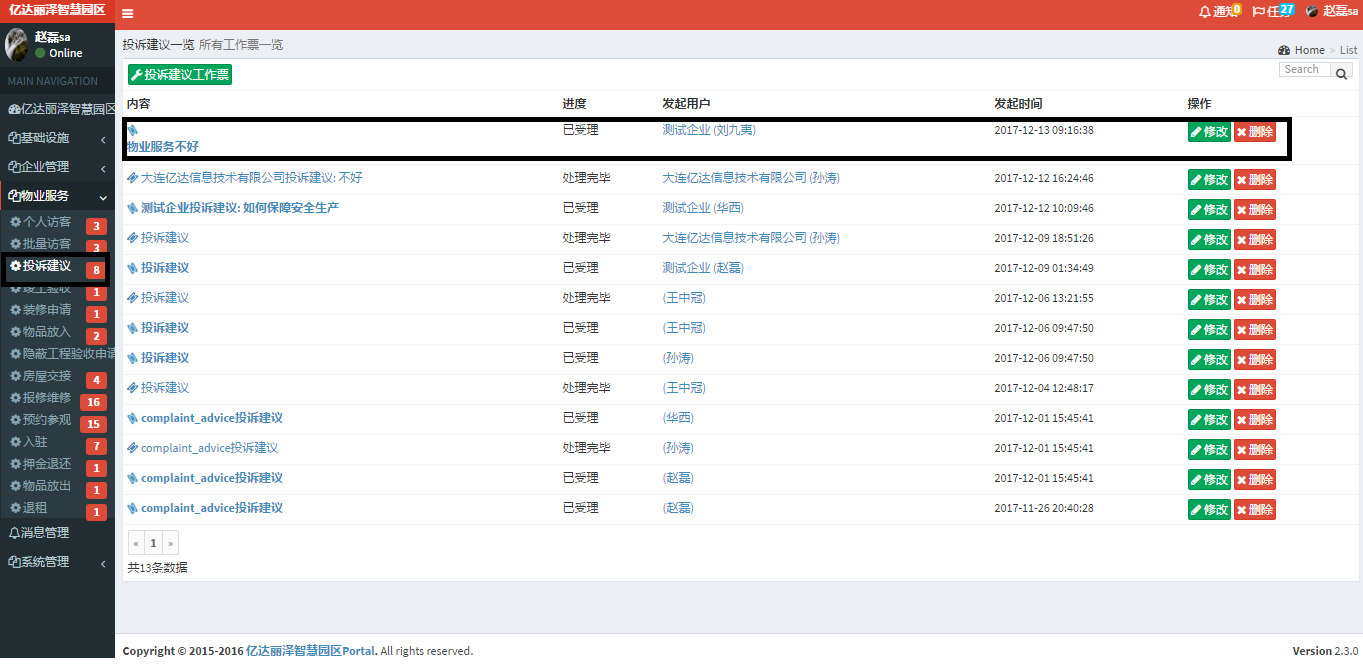 亿达丽泽智慧园区
通知 0 任 27 赵磊sa
赵磊sa
Online
MAIN NAVIGATION
亿达丽泽智慧园区
基础设施
企业管理
物业服务
个人访客 3
批量访客 3
投诉建议 8
竣工验收 1
装修申请 1
物品放入 2
隐蔽工程验收申请
房屋交接 4
报修维修 16
预约参观 15
入驻 7
押金退还 1
物品放出 1
退租 1
消息管理
系统管理
投诉建议一览 所有工作票一览
Home > List
投诉建议工作票
Search
内容 进度 发起用户 发起时间 操作
物业服务不好 已受理 测试企业 (刘九夷) 2017-12-13 09:16:38 修改 删除
大连亿达信息技术有限公司投诉建议: 不好 处理完毕 大连亿达信息技术有限公司 (孙涛) 2017-12-12 16:24:46 修改 删除
测试企业投诉建议: 如何保障安全生产 已受理 测试企业 (华西) 2017-12-12 10:09:46 修改 删除
投诉建议 处理完毕 大连亿达信息技术有限公司 (孙涛) 2017-12-09 18:51:26 修改 删除
投诉建议 已受理 测试企业 (赵磊) 2017-12-09 01:34:49 修改 删除
投诉建议 处理完毕 (王中冠) 2017-12-06 13:21:55 修改 删除
投诉建议 已受理 (王中冠) 2017-12-06 09:47:50 修改 删除
投诉建议 已受理 (孙涛) 2017-12-06 09:47:50 修改 删除
投诉建议 处理完毕 (王中冠) 2017-12-04 12:48:17 修改 删除
complaint_advice投诉建议 已受理 (华西) 2017-12-01 15:45:41 修改 删除
complaint_advice投诉建议 处理完毕 (孙涛) 2017-12-01 15:45:41 修改 删除
complaint_advice投诉建议 已受理 (赵磊) 2017-12-01 15:45:41 修改 删除
complaint_advice投诉建议 已受理 (赵磊) 2017-11-26 20:40:28 修改 删除
« 1 »
共13条数据
Copyright © 2015-2016 亿达丽泽智慧园区Portal. All rights reserved.
Version 2.3.0